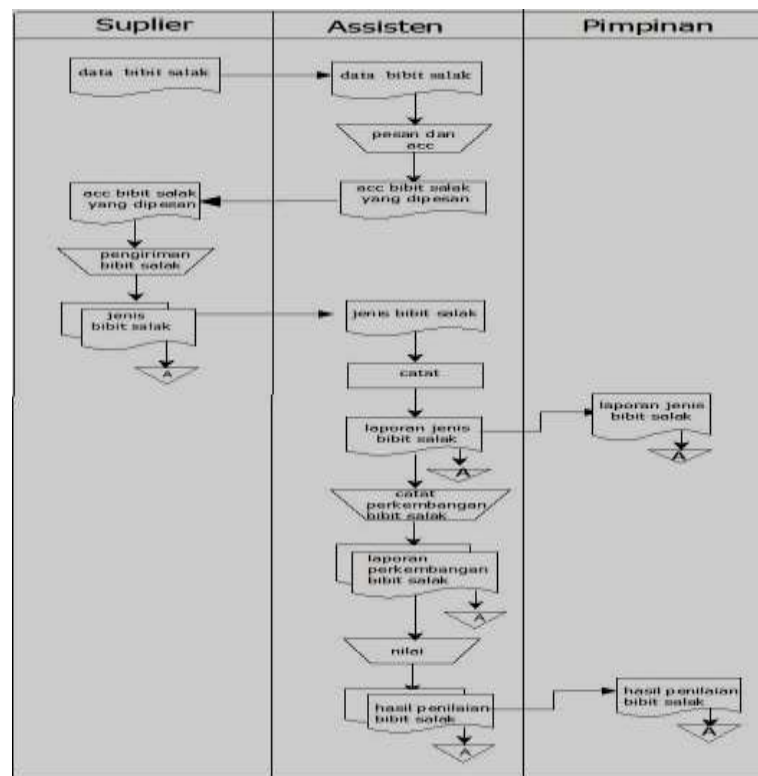 Suplier
Assisten
Pimpinan
data bibit salak
data bibit salak
pesan dan
acc
acc bibit salak
yang dipesan
acc bibit salak
yang dipesan
pengiriman
bibit salak
jenis
bibit salak
A
jenis bibit salak
catat
laporan jenis
bibit salak
A
laporan jenis
bibit salak
A
catat
perkembangan
bibit salak
laporan
perkembangan
bibit salak
A
nilai
hasil penilaian
bibit salak
A
hasil penilaian
bibit salak
A